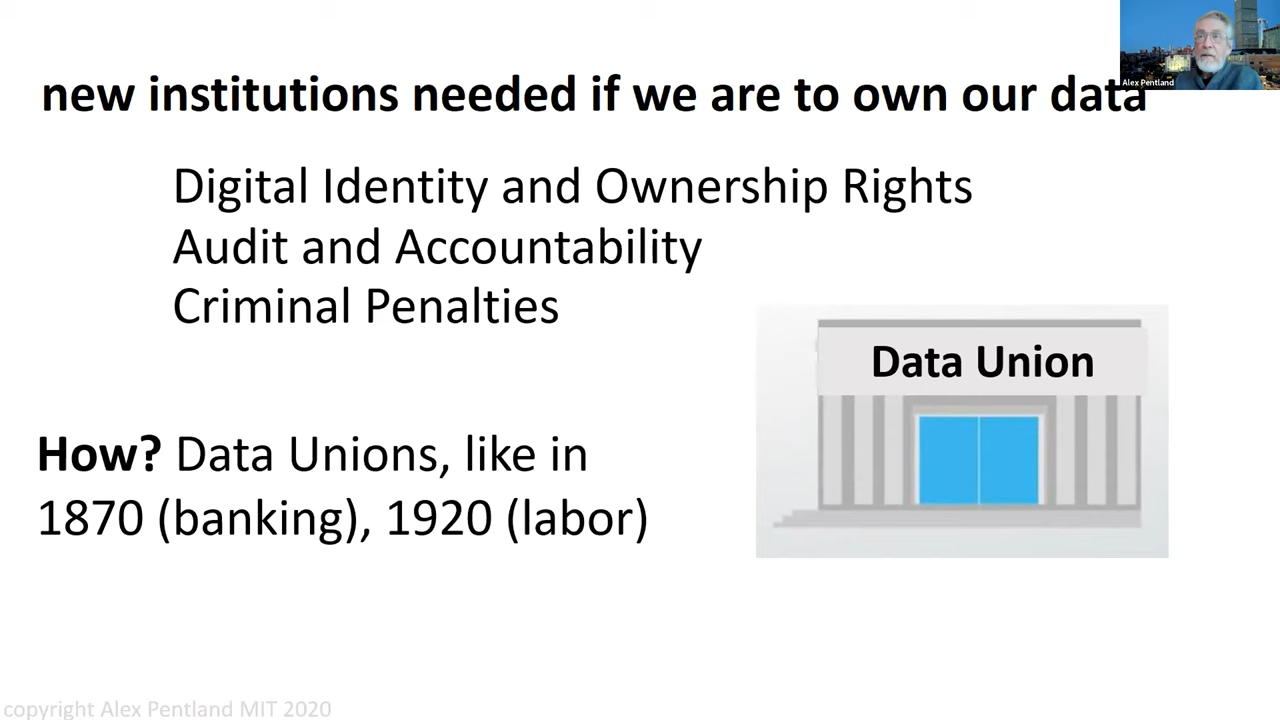 Alex Pentland
new institutions needed if we are to own our data
Digital Identity and Ownership Rights
Audit and Accountability
Criminal Penalties
Data Union
How? Data Unions, like in
1870 (banking), 1920 (labor)
copyright Alex Pentland MIT 2020